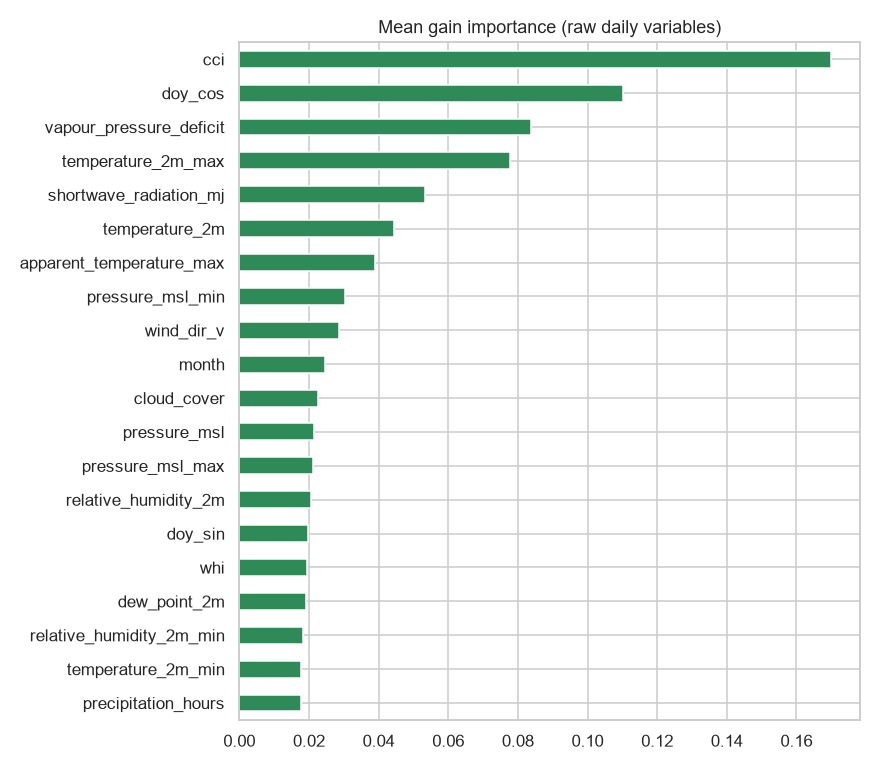 Mean gain importance (raw daily variables)
cci
doy_cos
vapour_pressure_deficit
temperature_2m_max
shortwave_radiation_mj
temperature_2m
apparent_temperature_max
pressure_msl_min
wind_dir_v
month
cloud_cover
pressure_msl
pressure_msl_max
relative_humidity_2m
doy_sin
whi
dew_point_2m
relative_humidity_2m_min
temperature_2m_min
precipitation_hours
0.00 0.02 0.04 0.06 0.08 0.10 0.12 0.14 0.16